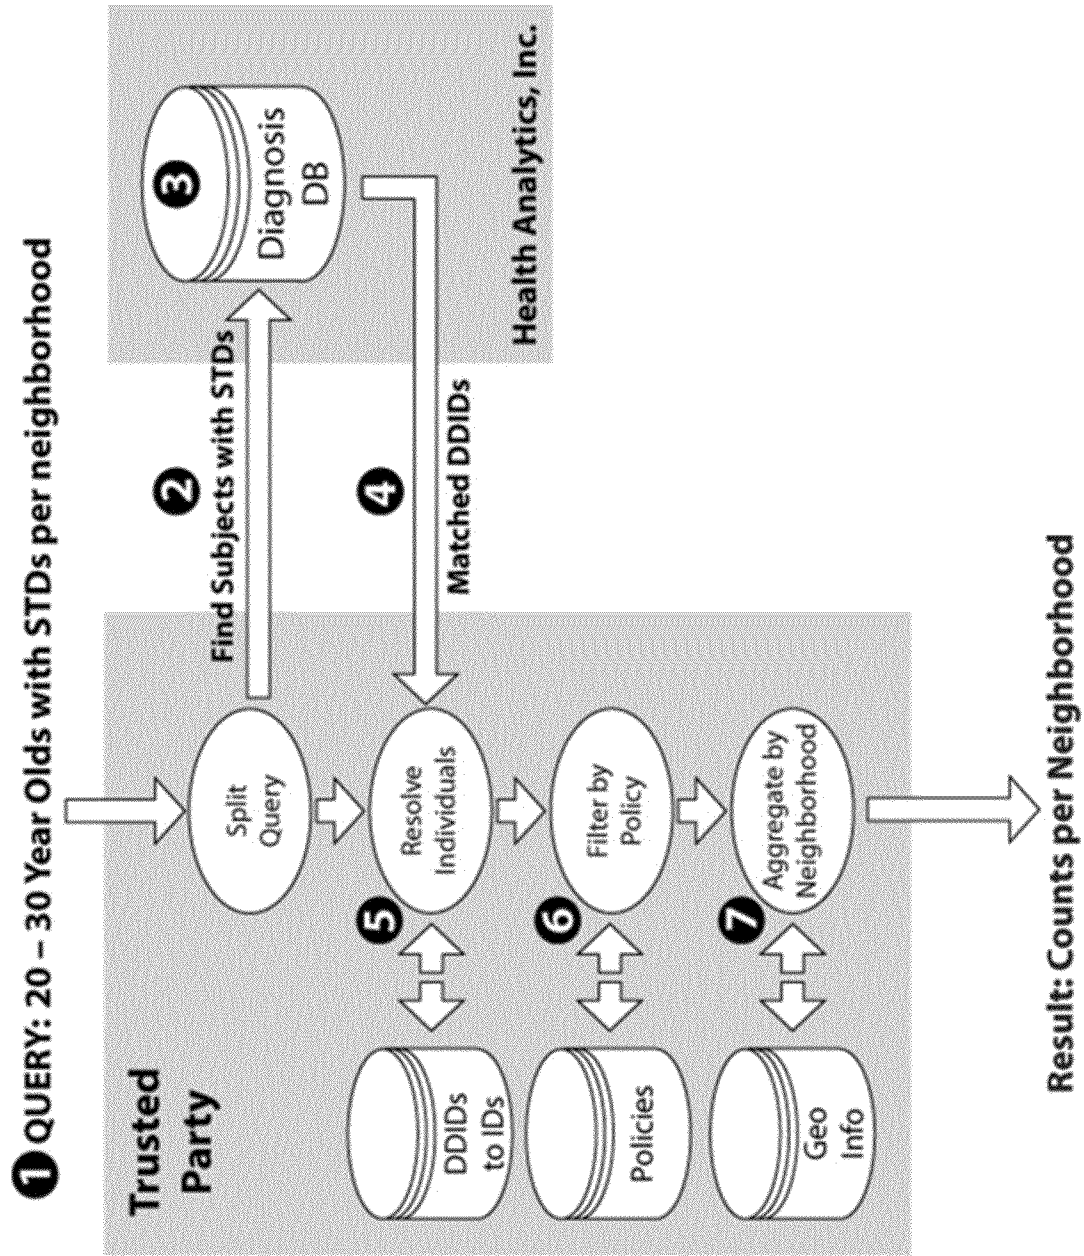 1 QUERY: 20 – 30 Year Olds with STDs per neighborhood
Trusted
Party
Split
Query
2
Find Subjects with STDs
3
Diagnosis
DB
Health Analytics, Inc.
4
Matched DDIDs
5
Resolve
Individuals
DDIDs
to IDs
6
Filter by
Policy
Policies
7
Aggregate by
Neighborhood
Geo
Info
Result: Counts per Neighborhood